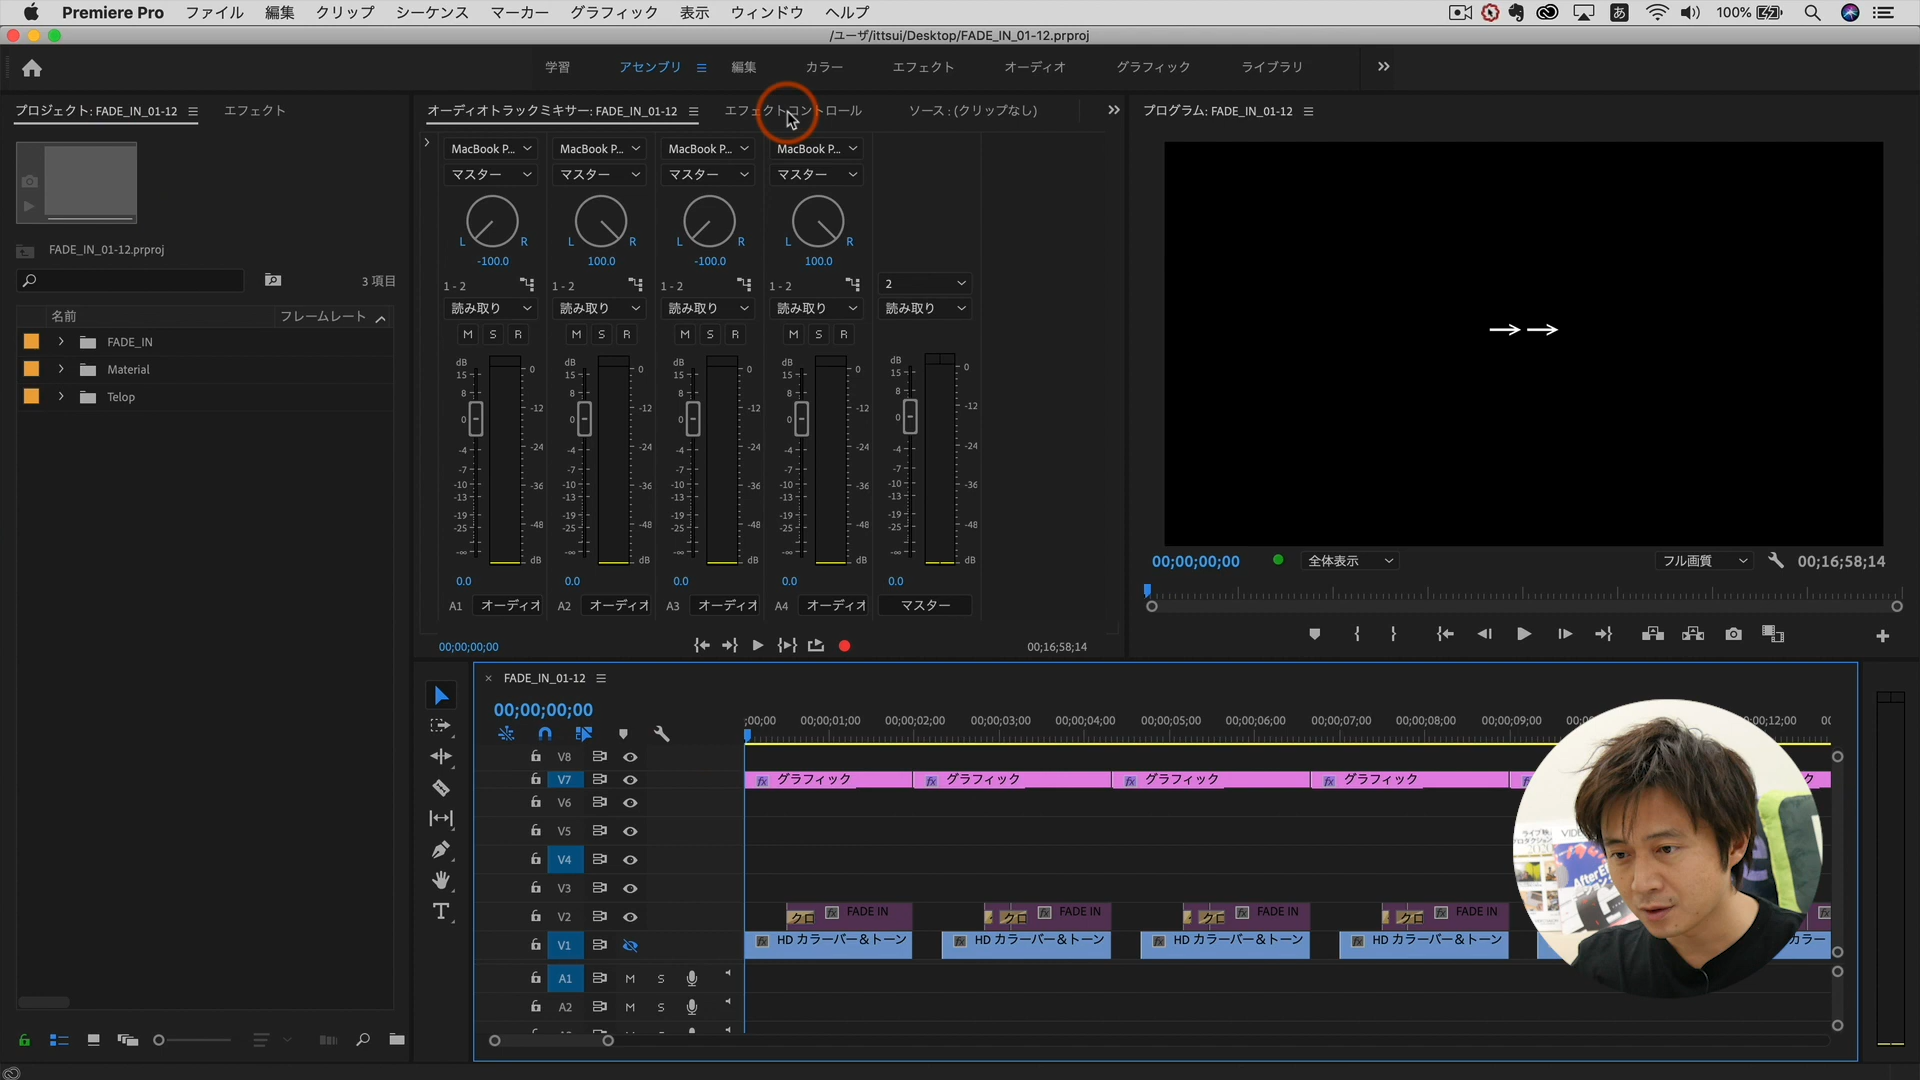 Premiere Pro ファイル 編集 クリップ シーケンス マーカー グラフィック 表示 ウィンドウ ヘルプ
あ 100%
/ユーザ/ittsui/Desktop/FADE_IN_01-12.prproj
学習 アセンブリ 編集 カラー エフェクト オーディオ グラフィック ライブラリ
プロジェクト: FADE_IN_01-12 エフェクト
オーディオトラックミキサー: FADE_IN_01-12 エフェクトコントロール ソース : (クリップなし)
プログラム: FADE_IN_01-12
FADE_IN_01-12.prproj
3 項目
名前 フレームレート
FADE_IN
Material
Telop
MacBook P... MacBook P... MacBook P... MacBook P...
マスター マスター マスター マスター
L R L R L R L R
-100.0 100.0 -100.0 100.0
1 - 2 1 - 2 1 - 2 1 - 2 2
読み取り 読み取り 読み取り 読み取り 読み取り
M S R M S R M S R M S R
dB dB dB dB dB
15 0 15 0 15 0 15 0 15 0
8 8 8 8 8
0 -12 0 -12 0 -12 0 -12 0 -12
-4 -24 -4 -24 -4 -24 -4 -24 -4 -24
-7 -7 -7 -7 -7
-10 -36 -10 -36 -10 -36 -10 -36 -10 -36
-13 -13 -13 -13 -13
-19 -48 -19 -48 -19 -48 -19 -48 -19 -48
-25 -25 -25 -25 -25
-∞ dB -∞ dB -∞ dB -∞ dB -∞ dB
0.0 0.0 0.0 0.0 0.0
A1 オーディオ A2 オーディオ A3 オーディオ A4 オーディオ マスター
00;00;00;00 00;16;58;14
→→
00;00;00;00 全体表示 フル画質 00;16;58;14
FADE_IN_01-12
00;00;00;00
;00;00 00;00;01;00 00;00;02;00 00;00;03;00 00;00;04;00 00;00;05;00 00;00;06;00 00;00;07;00 00;00;08;00 00;00;09;00
V8
V7 fx グラフィック fx グラフィック fx グラフィック fx グラフィック
V6
V5
V4
V3
V2 クロ fx FADE IN クロ fx FADE IN クロ fx FADE IN クロ fx FADE IN
V1 fx HD カラーバー＆トーン fx HD カラーバー＆トーン fx HD カラーバー＆トーン fx HD カラーバー＆トーン カラー
A1 M S
A2 M S
T
After Effects